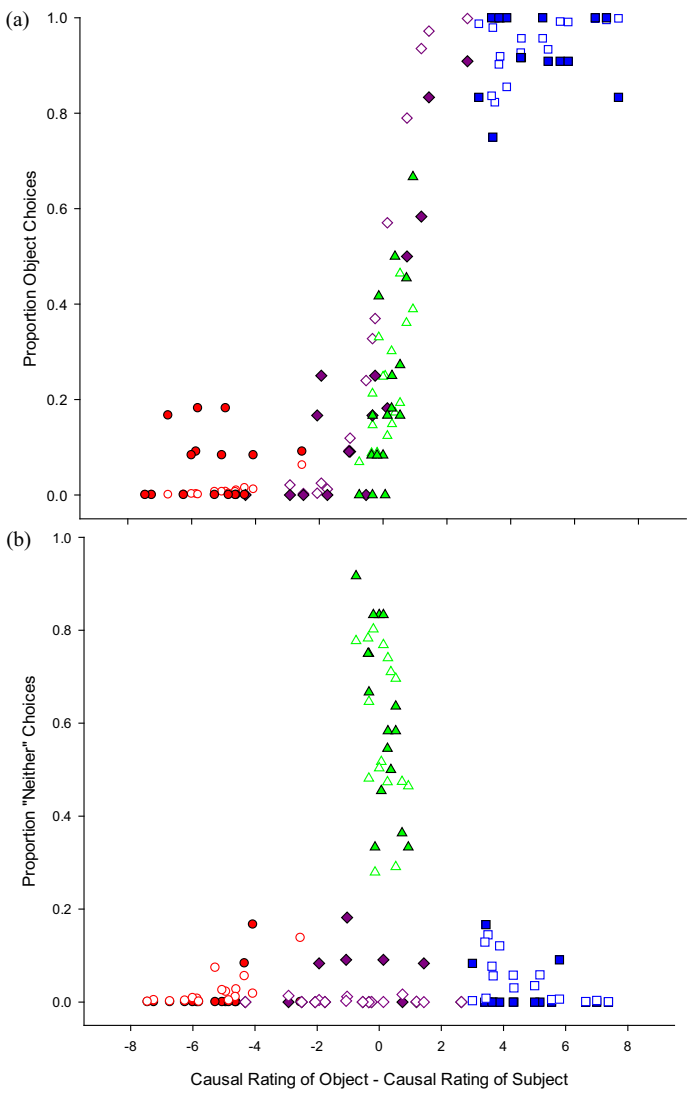 (a)
1.0
0.8
0.6
0.4
0.2
0.0
Proportion Object Choices
(b)
1.0
0.8
0.6
0.4
0.2
0.0
Proportion "Neither" Choices
-8 -6 -4 -2 0 2 4 6 8
Causal Rating of Object - Causal Rating of Subject